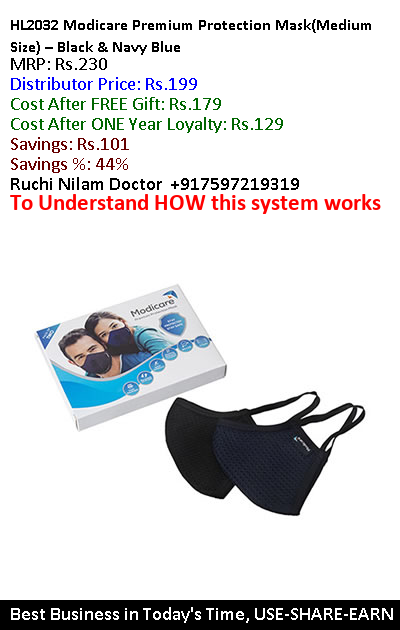 HL2032 Modicare Premium Protection Mask(Medium
Size) – Black & Navy Blue
MRP: Rs.230
Distributor Price: Rs.199
Cost After FREE Gift: Rs.179
Cost After ONE Year Loyalty: Rs.129
Savings: Rs.101
Savings %: 44%
Ruchi Nilam Doctor +917597219319
To Understand HOW this system works
Modicare
Modicare
Best Business in Today's Time, USE-SHARE-EARN